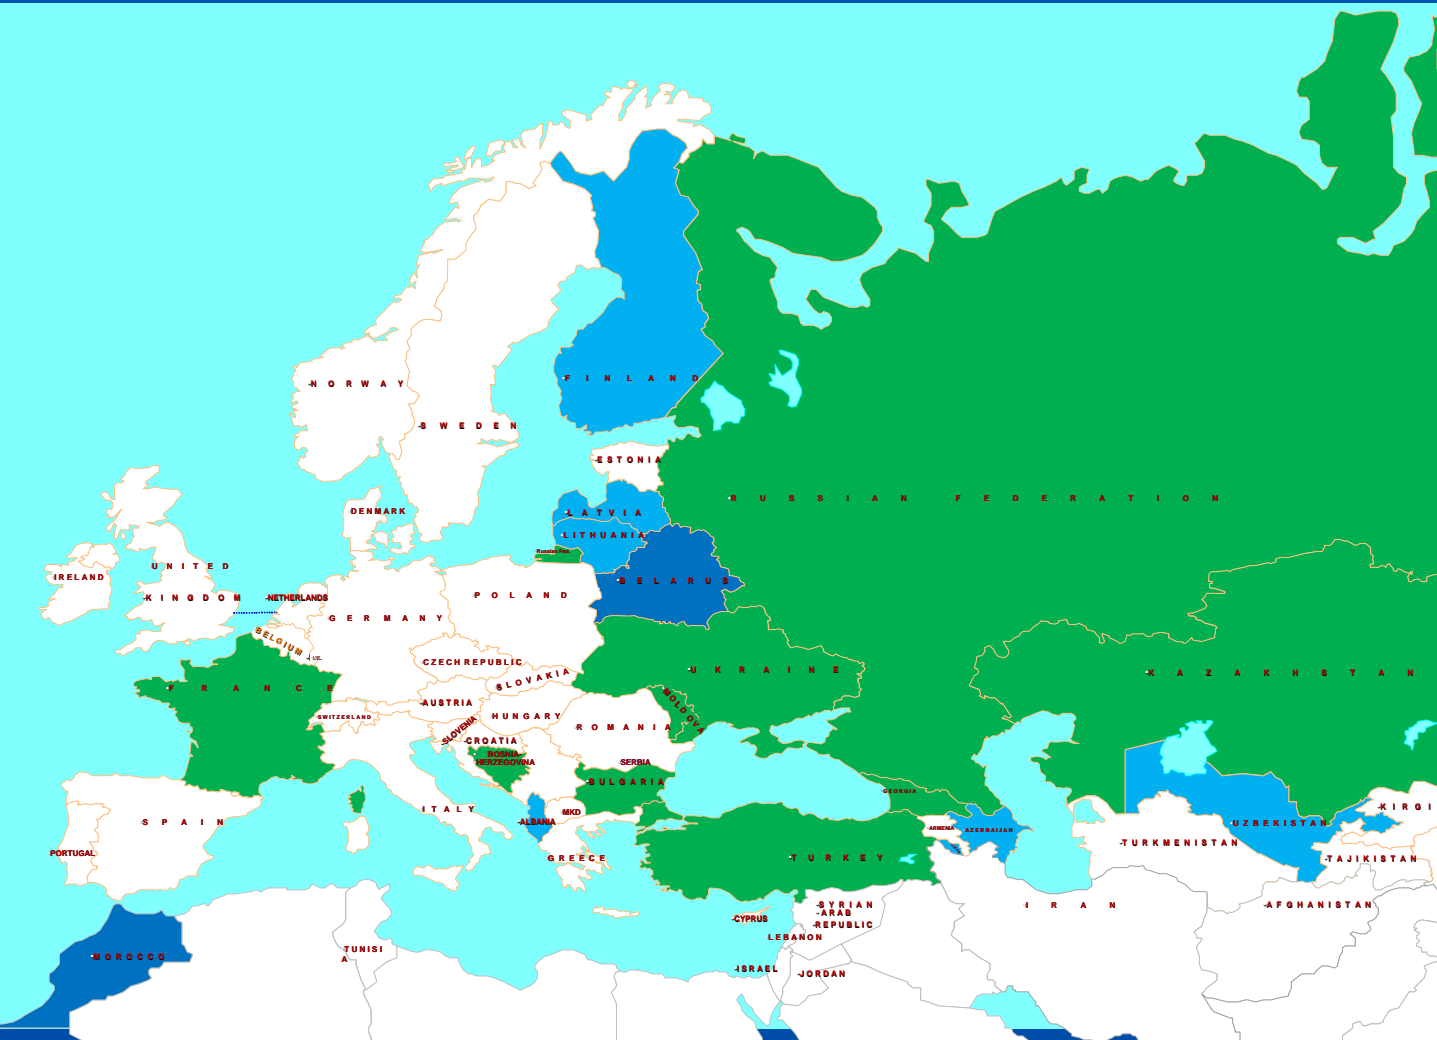 NORWAY
FINLAND
SWEDEN
ESTONIA
RUSSIAN FEDERATION
DENMARK
LATVIA
LITHUANIA
Russian Fed.
UNITED
KINGDOM
IRELAND
BELARUS
NETHERLANDS
POLAND
GERMANY
BELGIUM
CZECH REPUBLIC
UKRAINE
KAZAKHSTAN
SLOVAKIA
FRANCE
AUSTRIA
MOLDOVA
SWITZERLAND
HUNGARY
SLOVENIA
ROMANIA
CROATIA
BOSNIA-
HERZEGOVINA
SERBIA
BULGARIA
GEORGIA
ITALY
MKD
KIRGI
SPAIN
ALBANIA
UZBEKISTAN
ARMENIA
AZERBAIJAN
TURKMENISTAN
PORTUGAL
GREECE
TURKEY
TAJIKISTAN
SYRIAN
ARAB
REPUBLIC
IRAN
AFGHANISTAN
CYPRUS
LEBANON
TUNISI
A
MOROCCO
ISRAEL
JORDAN